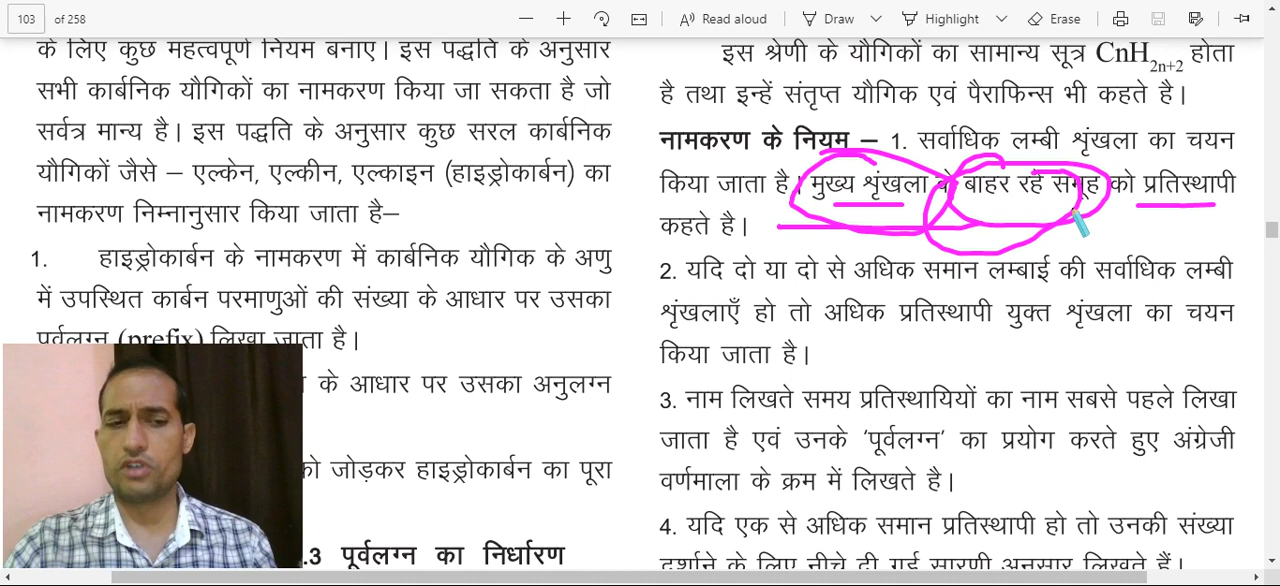 103 of 258 Read aloud Draw Highlight Erase
के लिए कुछ महत्वपूर्ण नियम बनाए। इस पद्धति के अनुसार
सभी कार्बनिक यौगिकों का नामकरण किया जा सकता है जो
सर्वत्र मान्य है। इस पद्धति के अनुसार कुछ सरल कार्बनिक
यौगिकों जैसे – एल्केन, एल्कीन, एल्काइन (हाइड्रोकार्बन) का
नामकरण निम्नानुसार किया जाता है–
1. हाइड्रोकार्बन के नामकरण में कार्बनिक यौगिक के अणु
में उपस्थित कार्बन परमाणुओं की संख्या के आधार पर उसका
पूर्वलग्न (prefix) लिखा जाता है।
के आधार पर उसका अनुलग्न
को जोड़कर हाइड्रोकार्बन का पूरा
.3 पूर्वलग्न का निर्धारण
इस श्रेणी के यौगिकों का सामान्य सूत्र CnH2n+2 होता
है तथा इन्हें संतृप्त यौगिक एवं पैराफिन्स भी कहते है।
नामकरण के नियम – 1. सर्वाधिक लम्बी शृंखला का चयन
किया जाता है। मुख्य शृंखला के बाहर रहे समूह को प्रतिस्थापी
कहते है।
2. यदि दो या दो से अधिक समान लम्बाई की सर्वाधिक लम्बी
शृंखलाएँ हो तो अधिक प्रतिस्थापी युक्त शृंखला का चयन
किया जाता है।
3. नाम लिखते समय प्रतिस्थायियों का नाम सबसे पहले लिखा
जाता है एवं उनके 'पूर्वलग्न' का प्रयोग करते हुए अंग्रेजी
वर्णमाला के क्रम में लिखते है।
4. यदि एक से अधिक समान प्रतिस्थापी हो तो उनकी संख्या
दर्शाने के लिए नीचे दी गई सारणी अनुसार लिखते हैं।